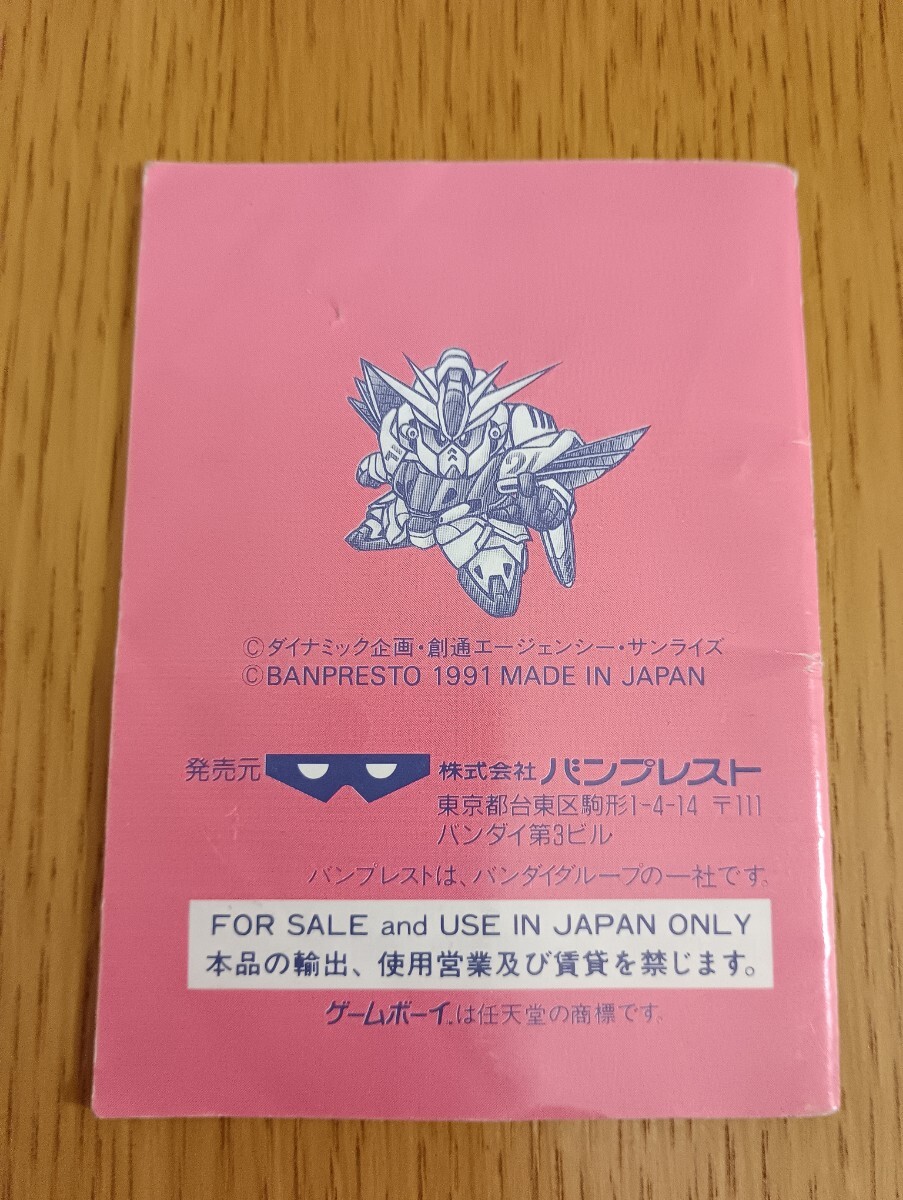 ©ダイナミック企画・創通エージェンシー・サンライズ
©BANPRESTO 1991 MADE IN JAPAN
発売元 株式会社バンプレスト
東京都台東区駒形1-4-14 〒111
バンダイ第3ビル
バンプレストは、バンダイグループの一社です。
FOR SALE and USE IN JAPAN ONLY
本品の輸出、使用営業及び賃貸を禁じます。
ゲームボーイ™は任天堂の商標です。